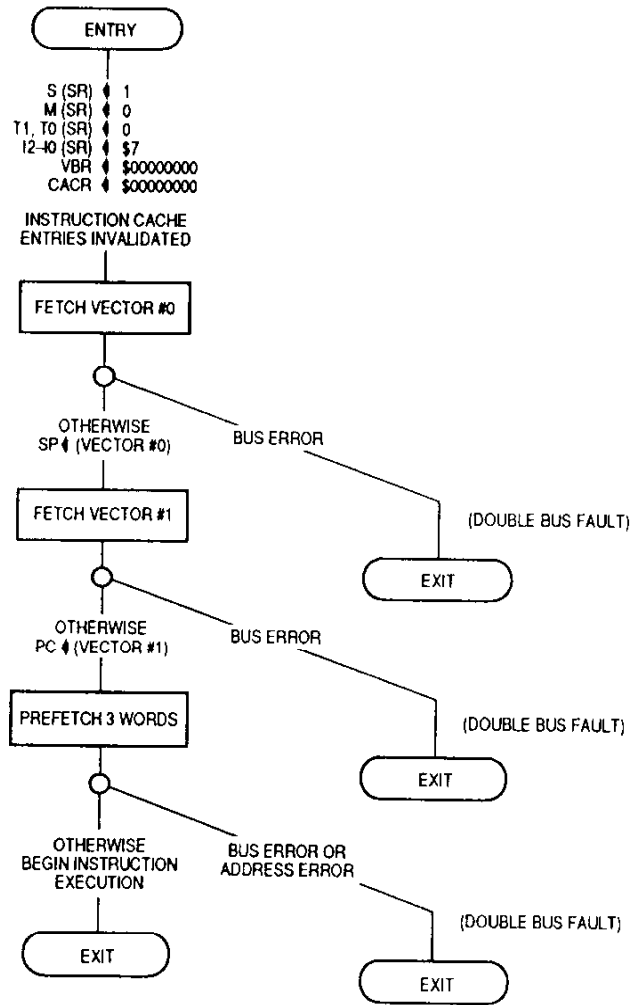 ENTRY
S (SR) 1
M (SR) 0
T1, T0 (SR) 0
I2–I0 (SR) $7
VBR $00000000
CACR $00000000
INSTRUCTION CACHE
ENTRIES INVALIDATED
FETCH VECTOR #0
OTHERWISE
SP (VECTOR #0)
BUS ERROR
(DOUBLE BUS FAULT)
EXIT
FETCH VECTOR #1
OTHERWISE
PC (VECTOR #1)
BUS ERROR
(DOUBLE BUS FAULT)
EXIT
PREFETCH 3 WORDS
OTHERWISE
BEGIN INSTRUCTION
EXECUTION
BUS ERROR OR
ADDRESS ERROR
(DOUBLE BUS FAULT)
EXIT
EXIT